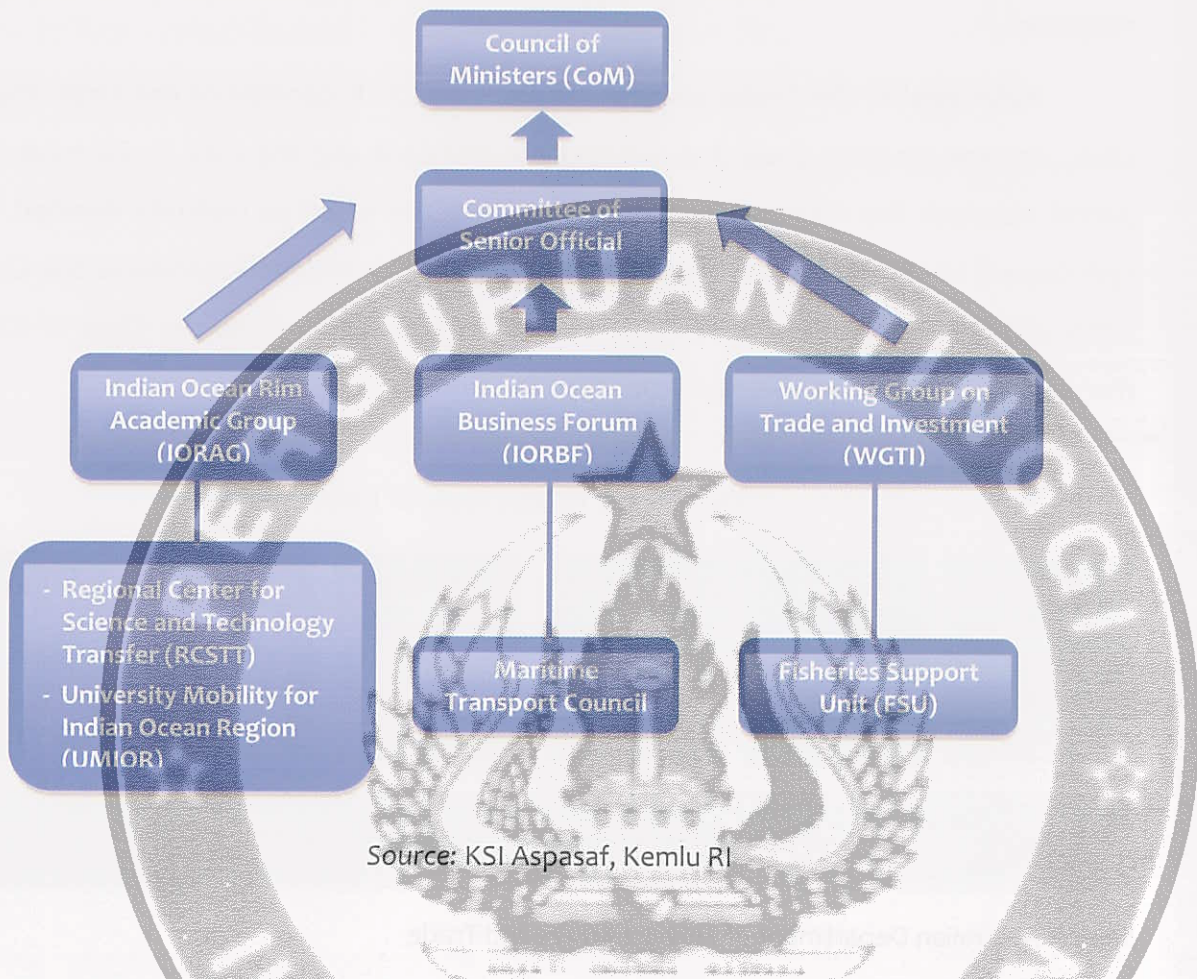 Council of
Ministers (CoM)
Committee of
Senior Official
Indian Ocean Rim
Academic Group
(IORAG)
Indian Ocean
Business Forum
(IORBF)
Working Group on
Trade and Investment
(WGTI)
- Regional Center for
Science and Technology
Transfer (RCSTT)
- University Mobility for
Indian Ocean Region
(UMIOR)
Maritime
Transport Council
Fisheries Support
Unit (FSU)
Source: KSI Aspasaf, Kemlu RI
PERGURUAN TINGGI